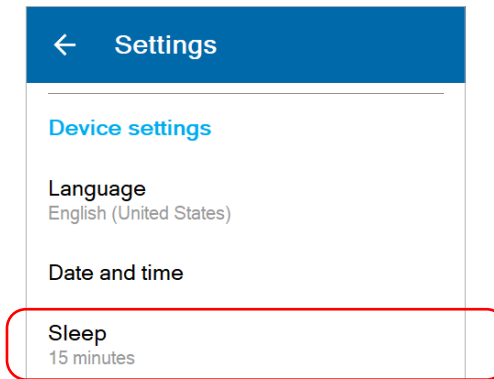 Settings
Device settings
Language
English (United States)
Date and time
Sleep
15 minutes